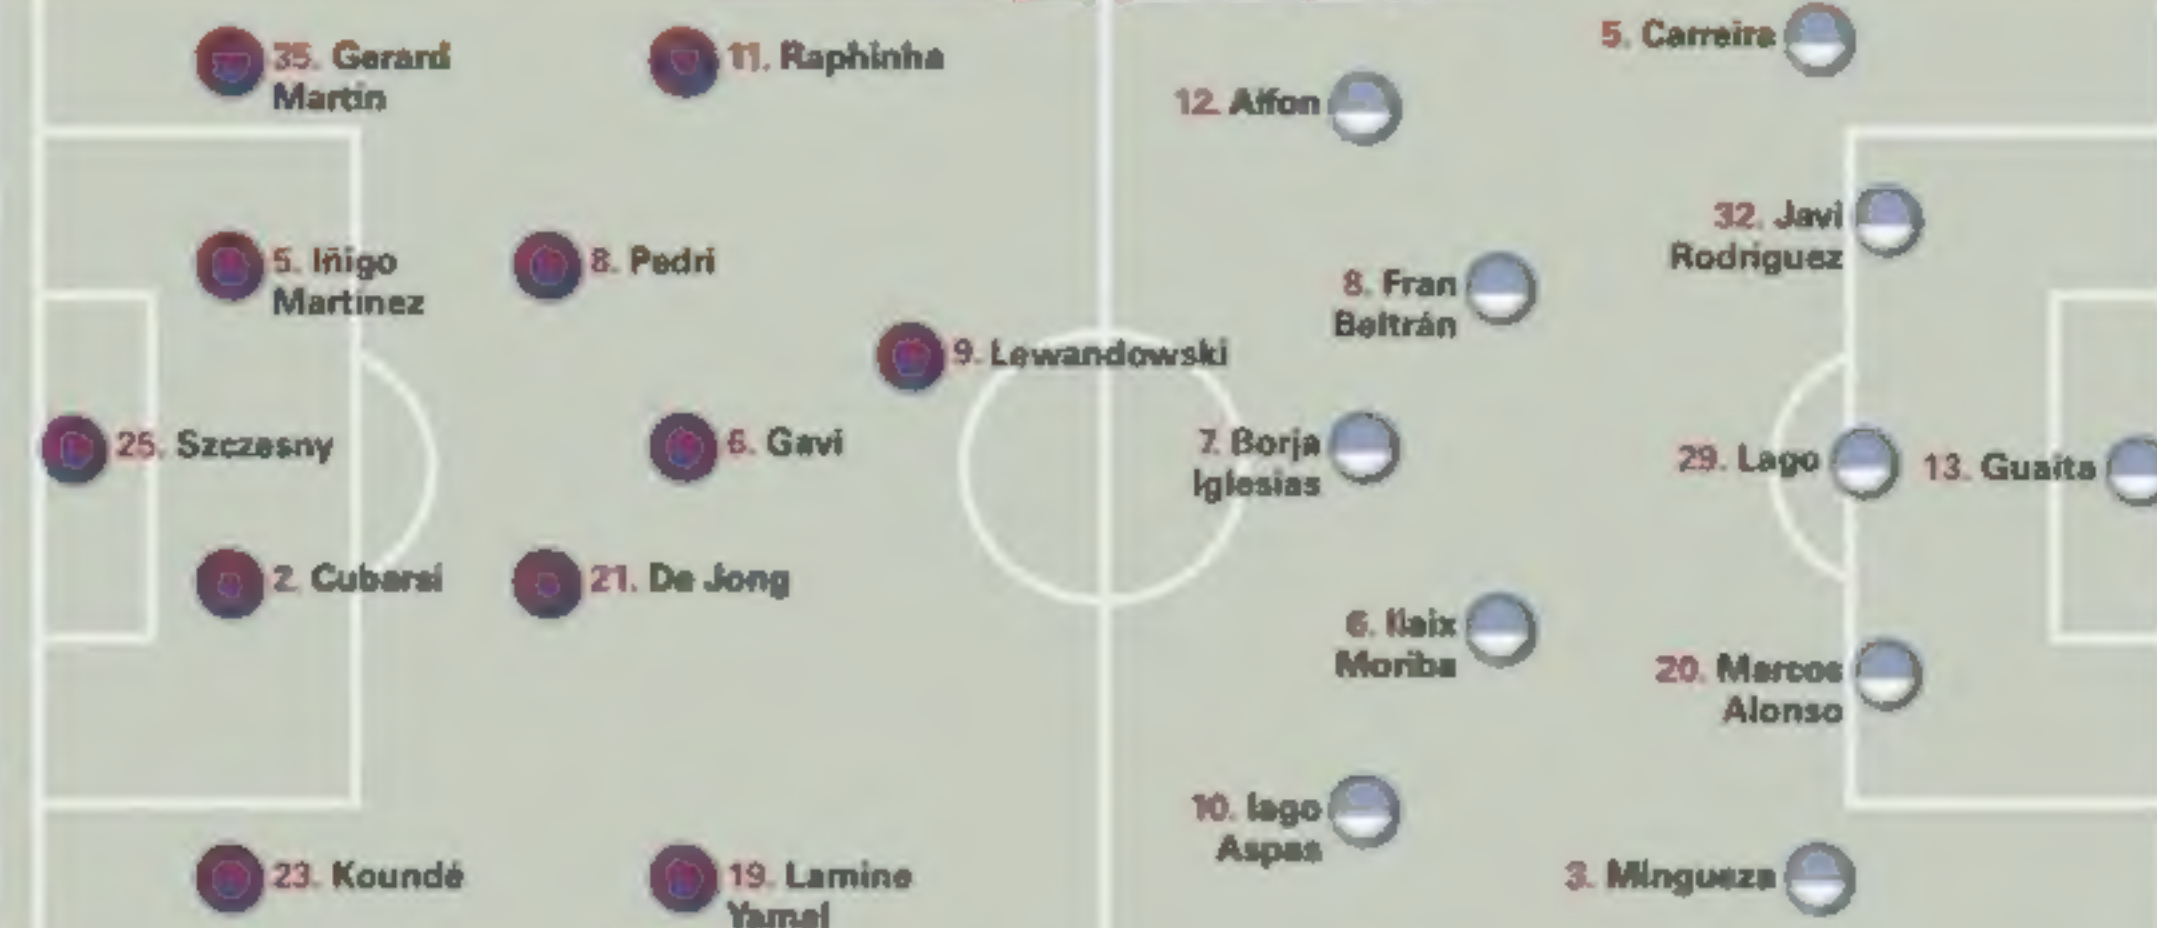 35. Gerard
Martín
11. Raphinha
5. Iñigo
Martínez
8. Pedri
9. Lewandowski
25. Szczesny
6. Gavi
2. Cubarsí
21. De Jong
23. Koundé
19. Lamine
Yamal
5. Carreira
12. Alfon
32. Javi
Rodríguez
8. Fran
Beltrán
7. Borja
Iglesias
29. Lago
13. Guaita
6. Ilaix
Moriba
20. Marcos
Alonso
10. Iago
Aspas
3. Mingueza